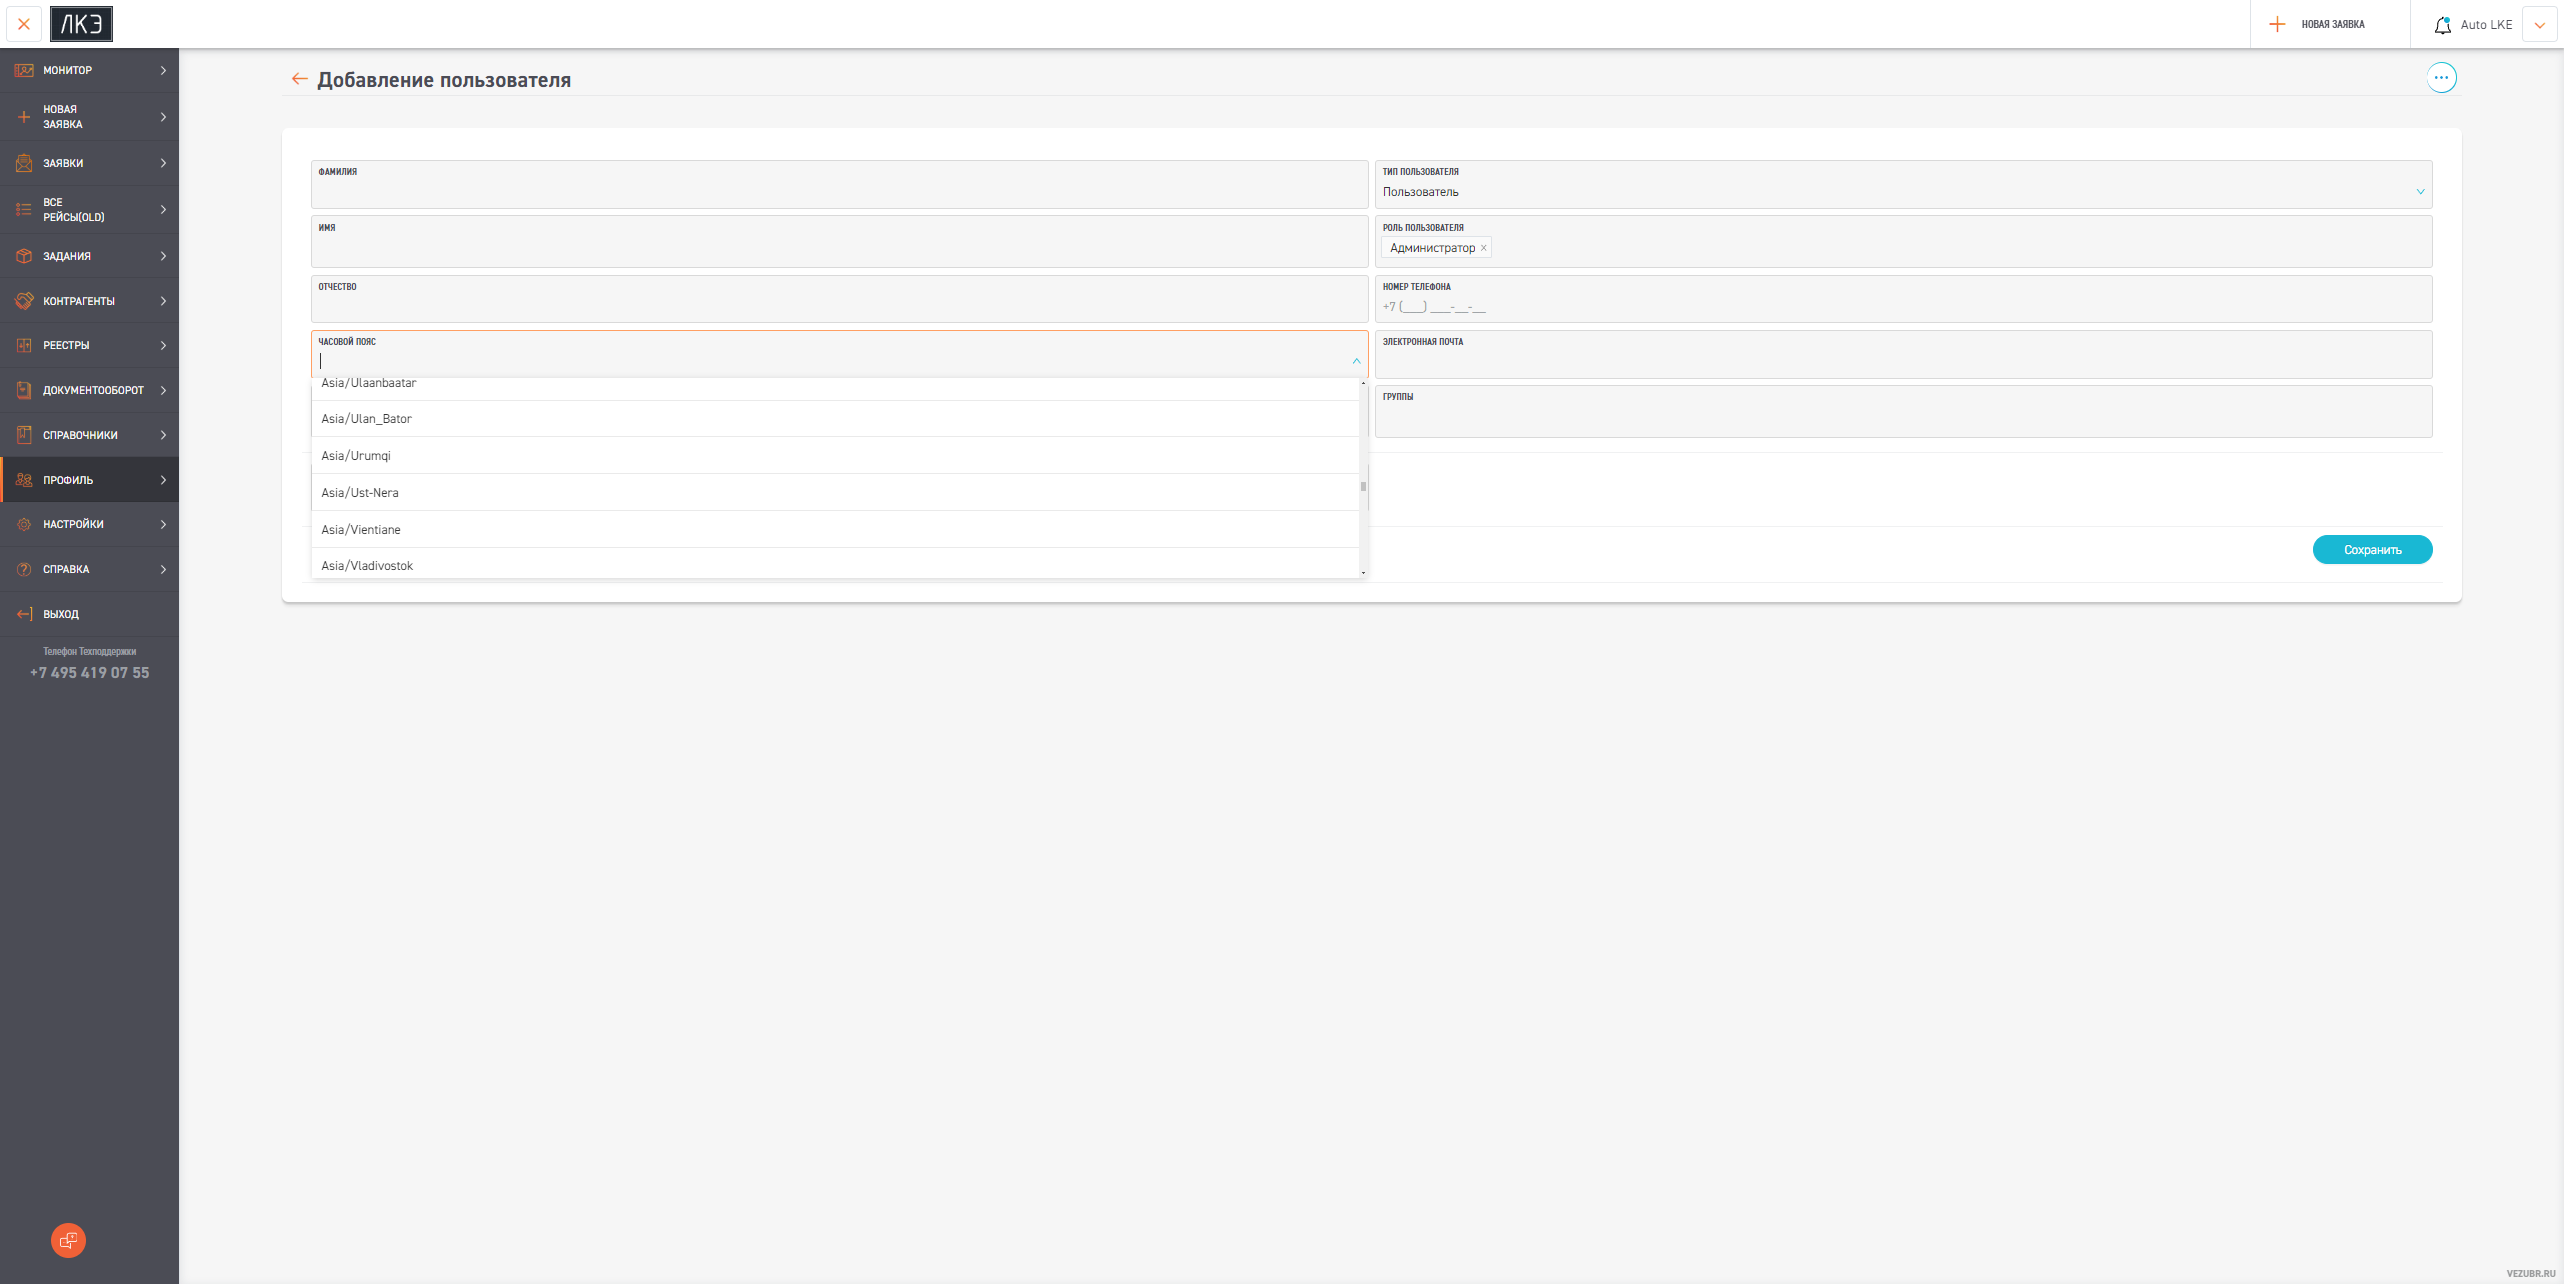 ЛКЭ
НОВАЯ ЗАЯВКА
Auto LKE
МОНИТОР
НОВАЯ
ЗАЯВКА
ЗАЯВКИ
ВСЕ
РЕЙСЫ(OLD)
ЗАДАНИЯ
КОНТРАГЕНТЫ
РЕЕСТРЫ
ДОКУМЕНТООБОРОТ
СПРАВОЧНИКИ
ПРОФИЛЬ
НАСТРОЙКИ
СПРАВКА
ВЫХОД
Телефон Техподдержки
+7 495 419 07 55
Добавление пользователя
ФАМИЛИЯ
ТИП ПОЛЬЗОВАТЕЛЯ
Пользователь
ИМЯ
РОЛЬ ПОЛЬЗОВАТЕЛЯ
Администратор ×
ОТЧЕСТВО
НОМЕР ТЕЛЕФОНА
+7 (___) ___-__-__
ЧАСОВОЙ ПОЯС
ЭЛЕКТРОННАЯ ПОЧТА
Asia/Ulaanbaatar
Asia/Ulan_Bator
Asia/Urumqi
Asia/Ust-Nera
Asia/Vientiane
Asia/Vladivostok
ГРУППЫ
Сохранить
VEZUBR.RU